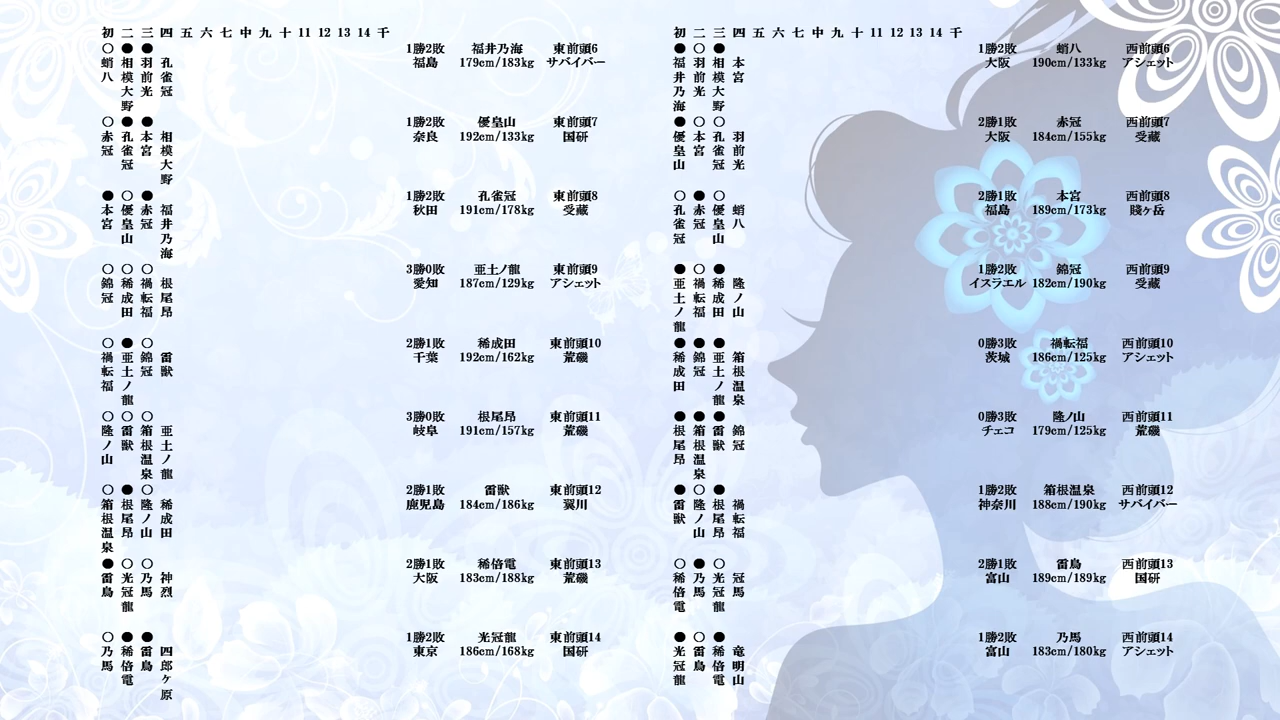 初 二 三 四 五 六 七 中 九 十 11 12 13 14 千
○蛸八
●相模大野
●羽前光
孔雀冠
1勝2敗 福井乃海 東前頭6
福島 179cm/183kg サバイバー
○赤冠
●孔雀冠
●本宮
相模大野
1勝2敗 優皇山 東前頭7
奈良 192cm/133kg 国研
●本宮
○優皇山
●赤冠
福井乃海
1勝2敗 孔雀冠 東前頭8
秋田 191cm/178kg 受蔵
○錦冠
○稀成田
○禍転福
根尾昂
3勝0敗 亜土ノ龍 東前頭9
愛知 187cm/129kg アシェット
○禍転福
●亜土ノ龍
○錦冠
雷獣
2勝1敗 稀成田 東前頭10
千葉 192cm/162kg 荒磯
○隆ノ山
○雷獣
○箱根温泉
亜土ノ龍
3勝0敗 根尾昂 東前頭11
岐阜 191cm/157kg 荒磯
○箱根温泉
●根尾昂
○隆ノ山
稀成田
2勝1敗 雷獣 東前頭12
鹿児島 184cm/186kg 翼川
●雷鳥
○光冠龍
○乃馬
神烈
2勝1敗 稀倍電 東前頭13
大阪 183cm/188kg 荒磯
○乃馬
●稀倍電
●雷鳥
四郎ヶ原
1勝2敗 光冠龍 東前頭14
東京 186cm/168kg 国研
初 二 三 四 五 六 七 中 九 十 11 12 13 14 千
●福井乃海
○羽前光
●相模大野
本宮
1勝2敗 蛸八 西前頭6
大阪 190cm/133kg アシェット
●優皇山
○本宮
○孔雀冠
羽前光
2勝1敗 赤冠 西前頭7
大阪 184cm/155kg 受蔵
○孔雀冠
●赤冠
○優皇山
蛸八
2勝1敗 本宮 西前頭8
福島 189cm/173kg 賤ヶ岳
●亜土ノ龍
○禍転福
●稀成田
隆ノ山
1勝2敗 錦冠 西前頭9
イスラエル 182cm/190kg 受蔵
●稀成田
●錦冠
●亜土ノ龍
箱根温泉
0勝3敗 禍転福 西前頭10
茨城 186cm/125kg アシェット
●根尾昂
●箱根温泉
●雷獣
錦冠
0勝3敗 隆ノ山 西前頭11
チェコ 179cm/125kg 荒磯
●雷獣
○隆ノ山
●根尾昂
禍転福
1勝2敗 箱根温泉 西前頭12
神奈川 188cm/190kg サバイバー
○稀倍電
●乃馬
○光冠龍
冠馬
2勝1敗 雷鳥 西前頭13
富山 189cm/189kg 国研
●光冠龍
○雷鳥
●稀倍電
竜明山
1勝2敗 乃馬 西前頭14
富山 183cm/180kg アシェット